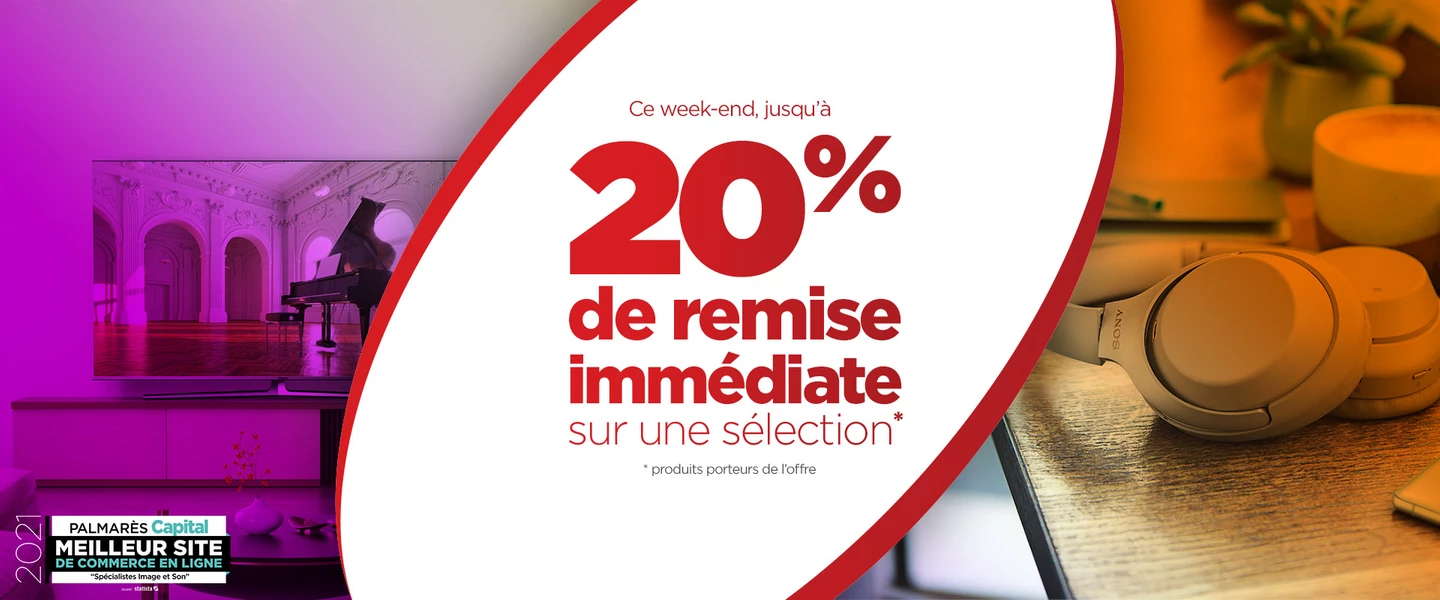 Ce week-end, jusqu'à
20%
de remise
immédiate
sur une sélection*
* produits porteurs de l'offre
SONY
2021
PALMARÈS Capital
MEILLEUR SITE
DE COMMERCE EN LIGNE
"Spécialistes Image et Son"
avec statista